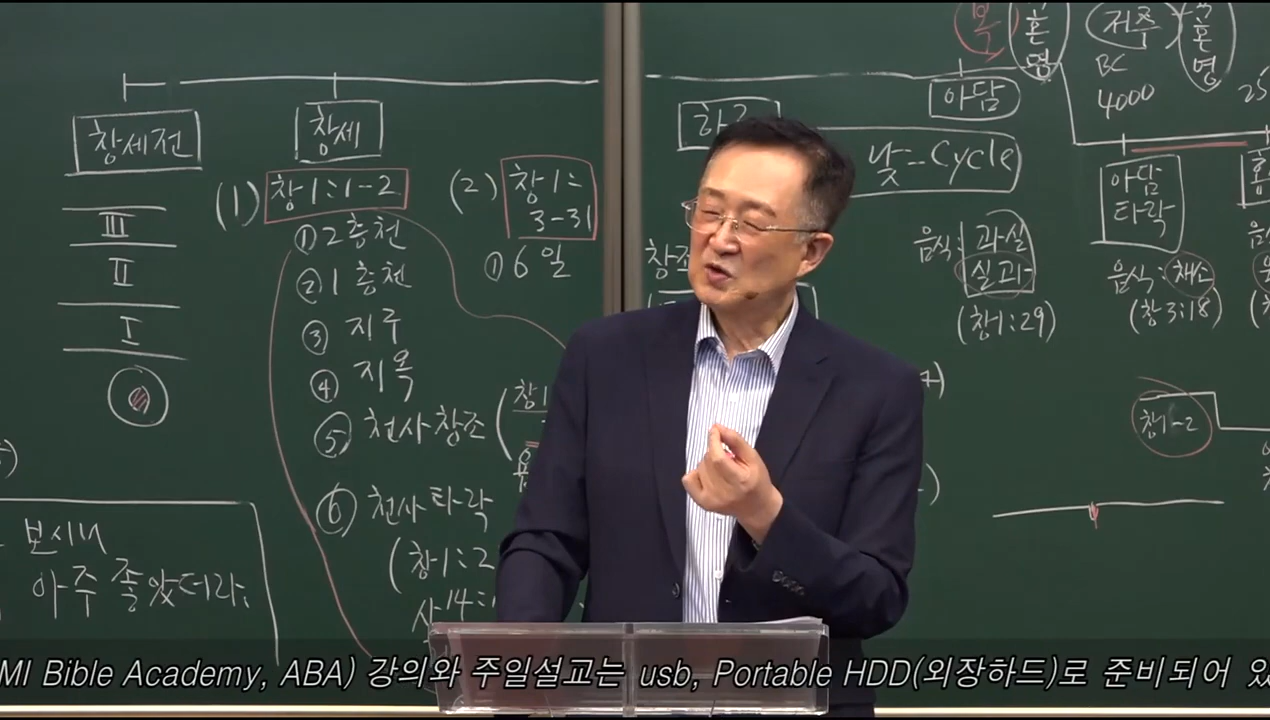 창세전
III
II
I
창세
(1) 창1:1-2
① 2층천
② 1층천
③ 지구
④ 지옥
⑤ 천사창조
⑥ 천사타락
(창1:2
사14:
(2) 창1:
3-31
① 6일
보시니
아주 좋았더라
아담
낮--Cycle
음식: 과실
실과
(창1:29)
저주
BC
4000
아담
타락
음식: 채소
(창3:18)
창1-2
MI Bible Academy, ABA) 강의와 주일설교는 usb, Portable HDD(외장하드)로 준비되어